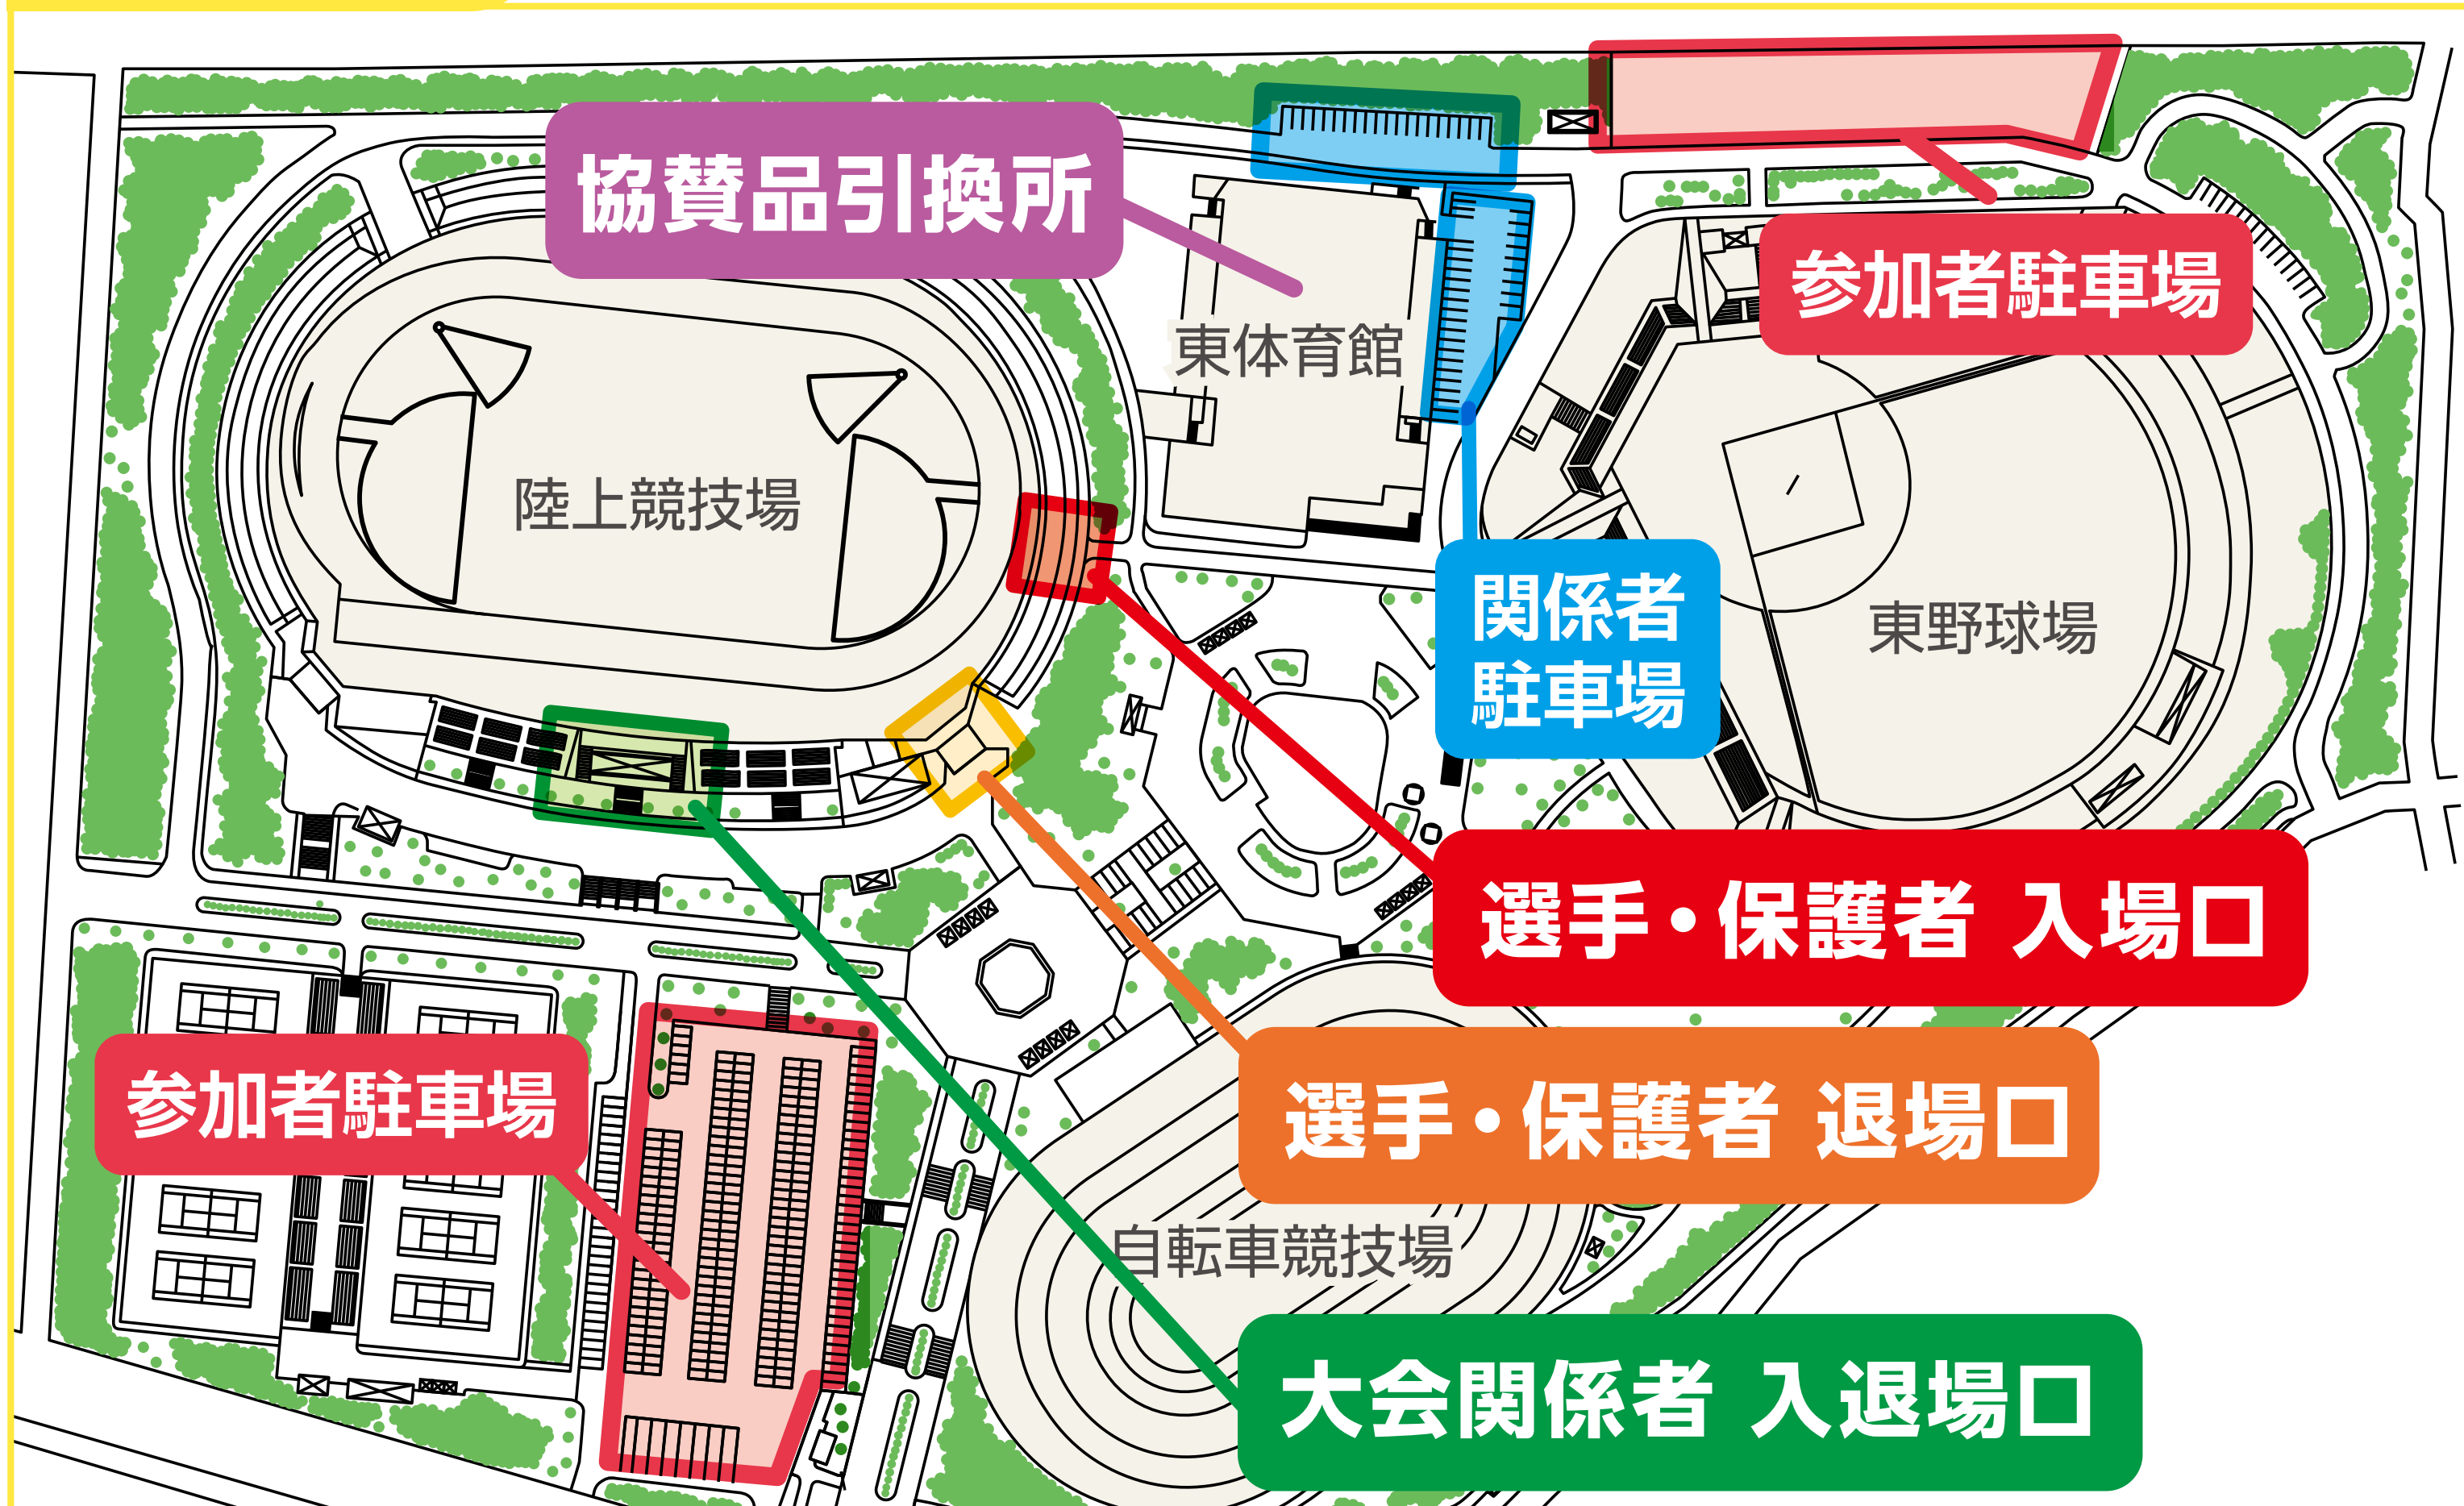 協賛品引換所
参加者駐車場
東体育館
陸上競技場
関係者
駐車場
東野球場
選手・保護者 入場口
選手・保護者 退場口
参加者駐車場
自転車競技場
大会関係者 入退場口